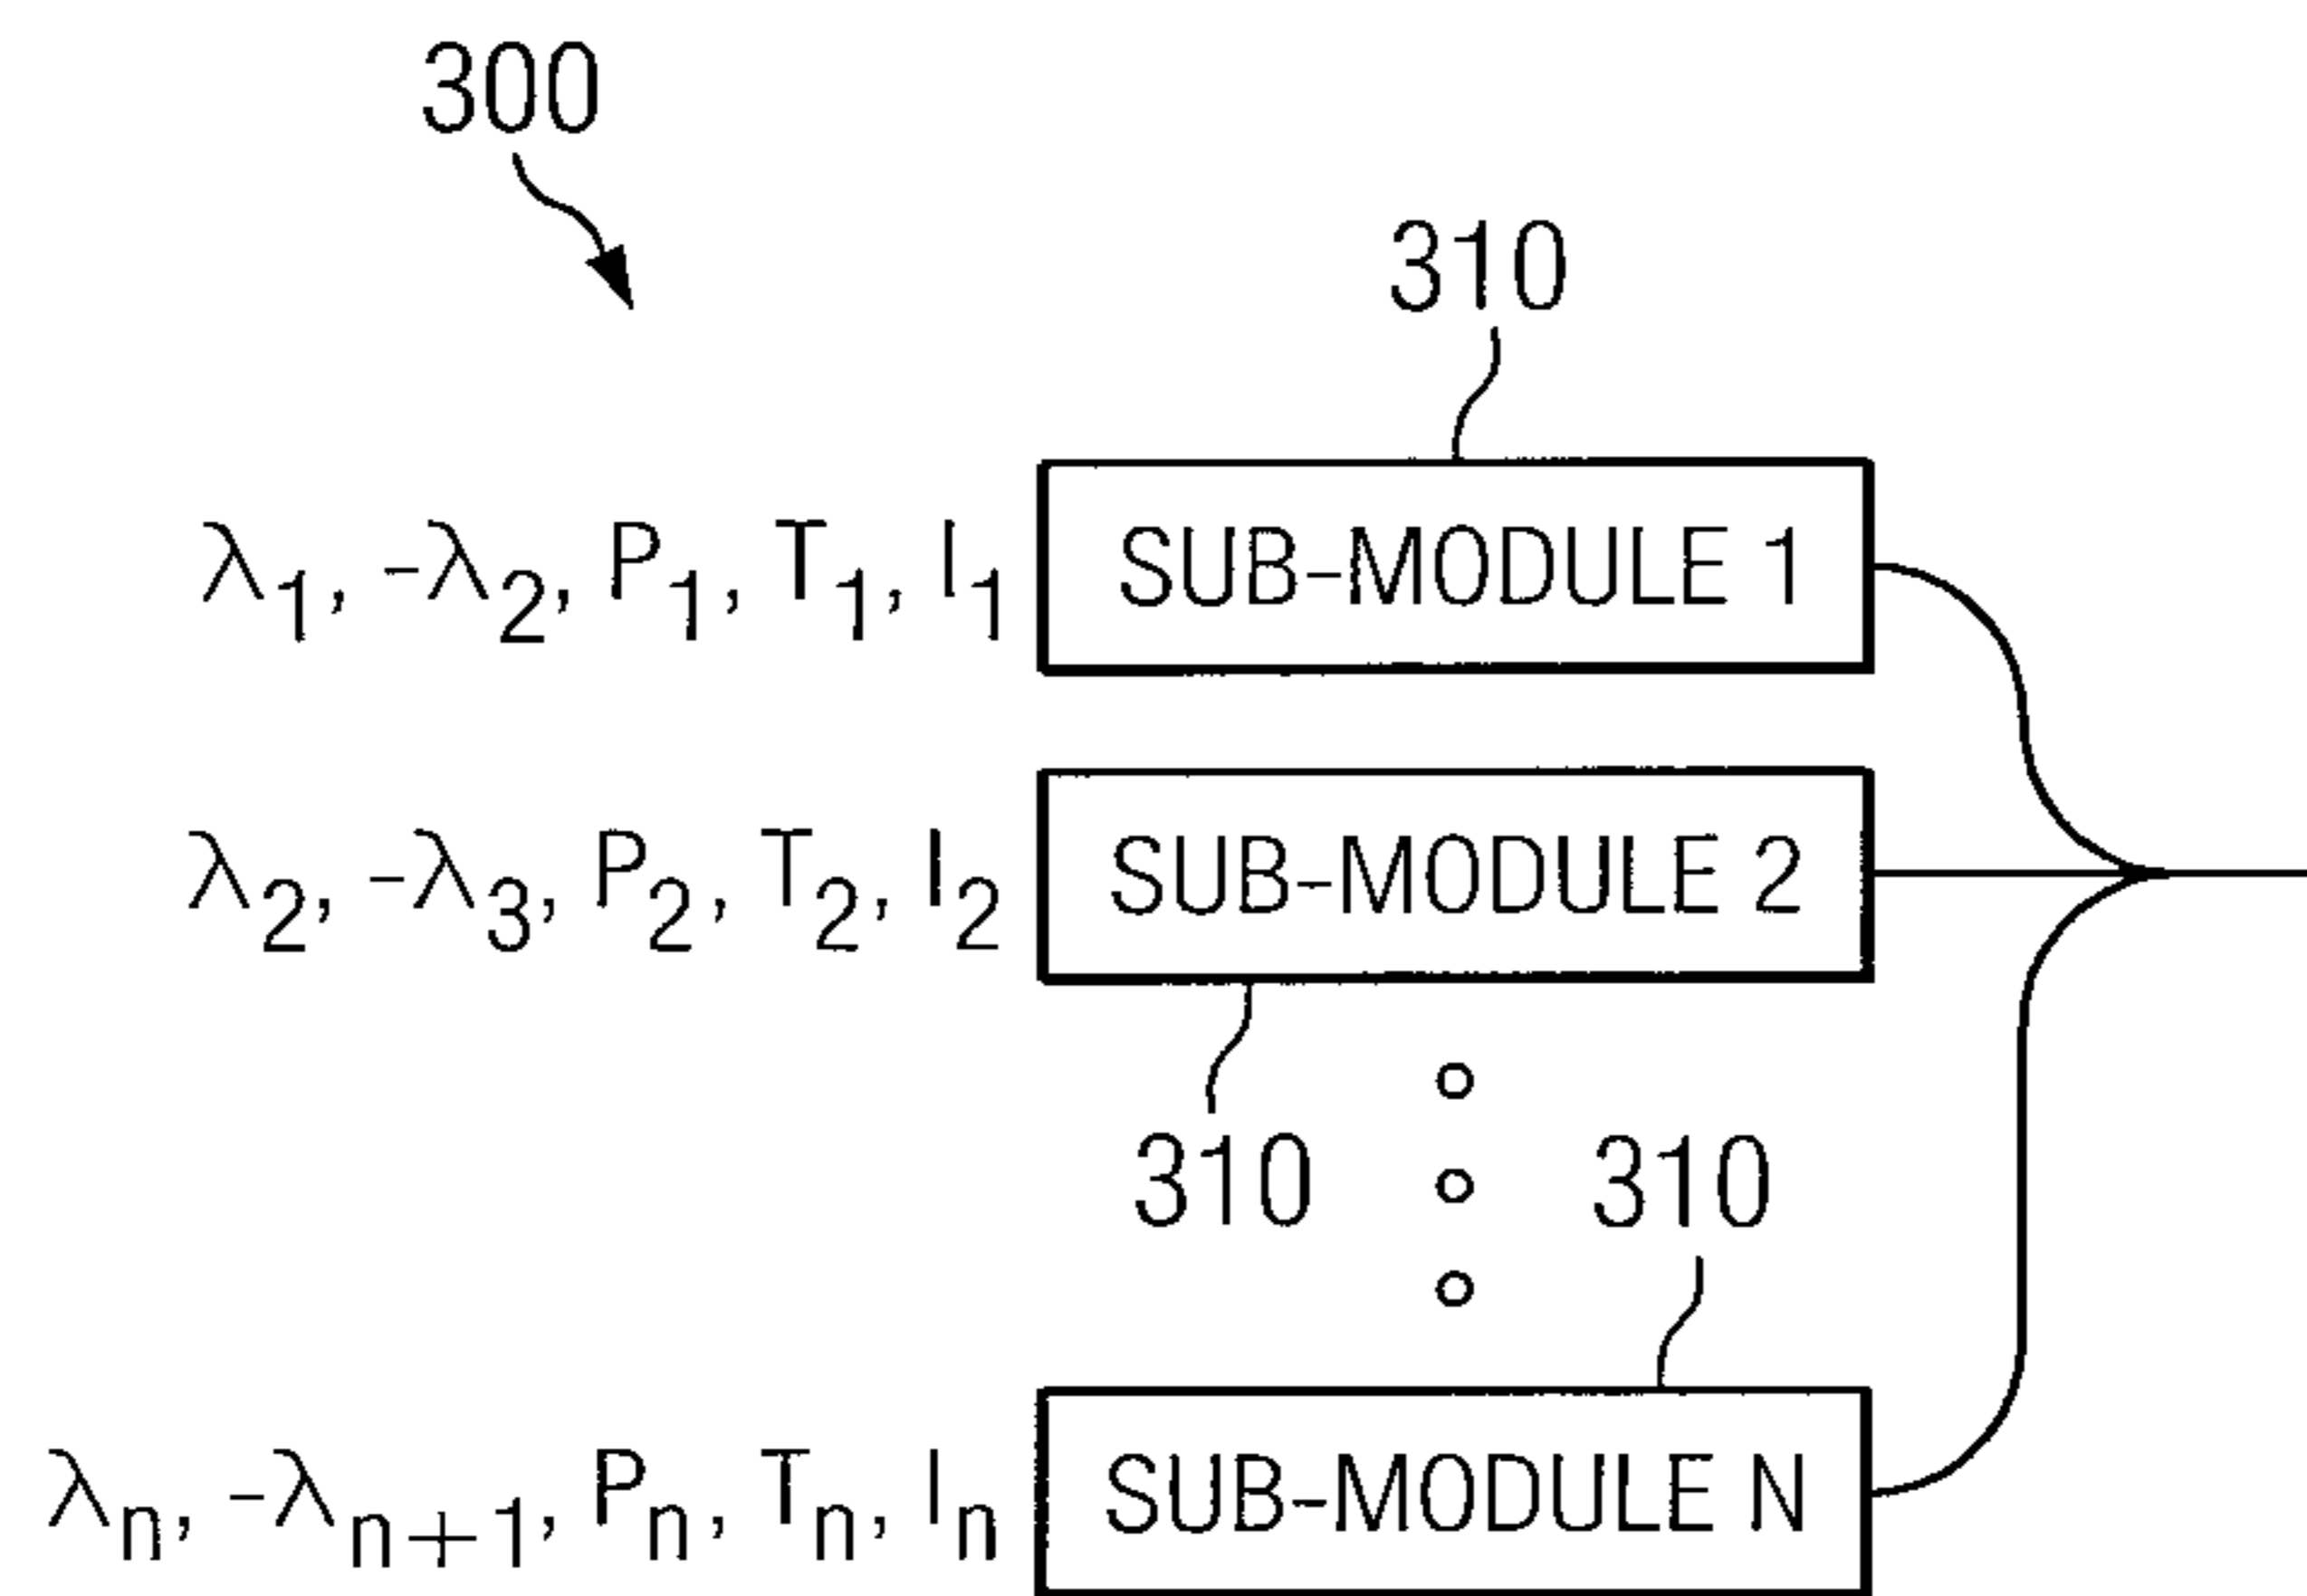 300
310
λ1, -λ2, P1, T1, I1 SUB-MODULE 1
λ2, -λ3, P2, T2, I2 SUB-MODULE 2
310 310
λn, -λn+1, Pn, Tn, In SUB-MODULE N